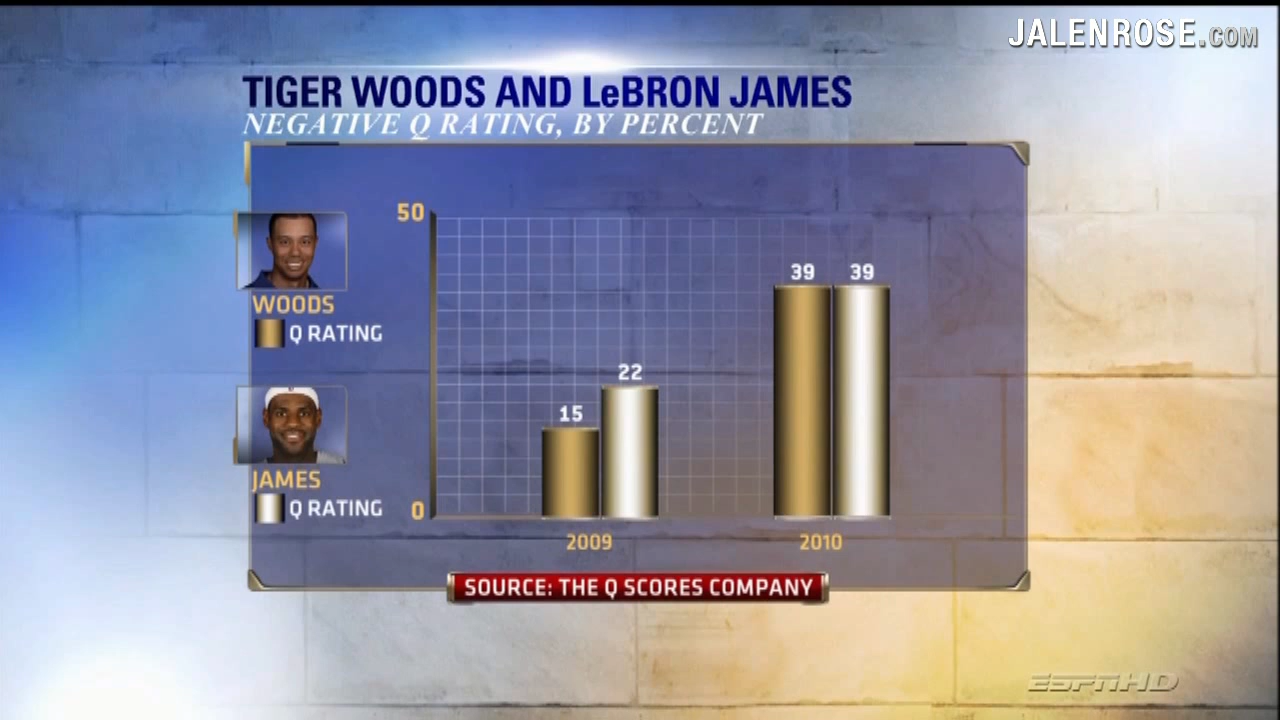 JALENROSE.COM
TIGER WOODS AND LeBRON JAMES
NEGATIVE Q RATING, BY PERCENT
50
39 39
WOODS
Q RATING
22
15
JAMES
Q RATING
0
2009 2010
SOURCE: THE Q SCORES COMPANY
ESPNHD